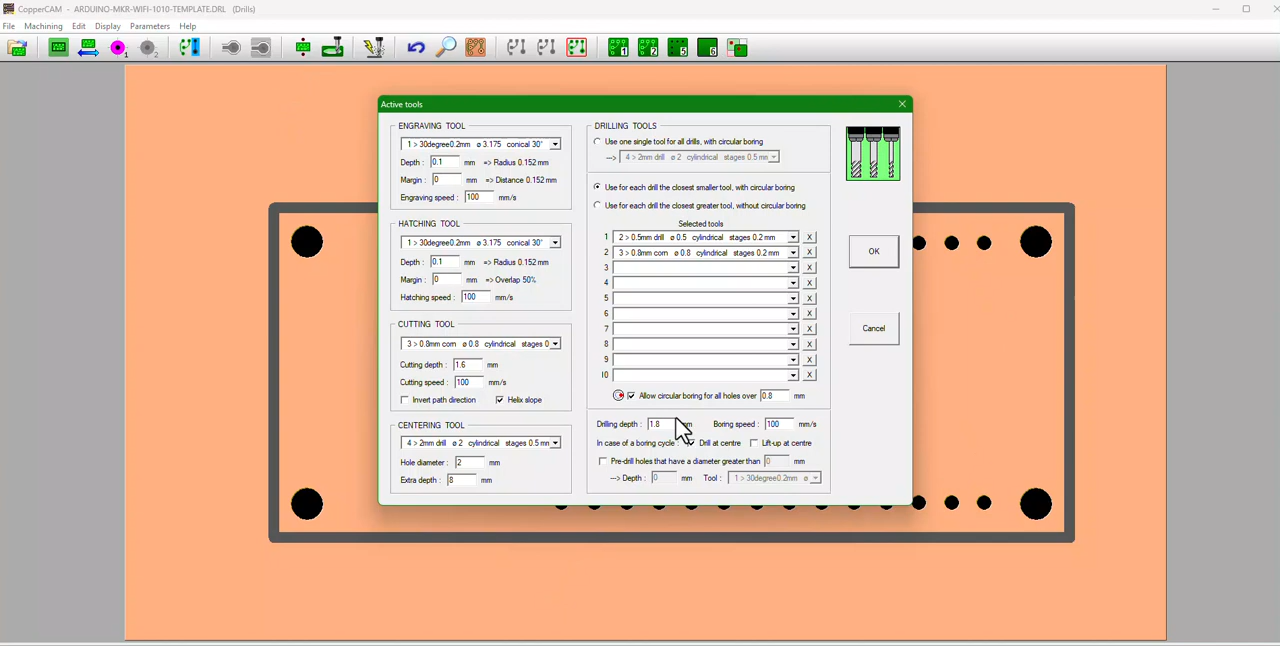 CopperCAM - ARDUINO-MKR-WIFI-1010-TEMPLATE.DRL (Drills)
File Machining Edit Display Parameters Help
1 2 1 2 5 6
Active tools
ENGRAVING TOOL
1 > 30degree0.2mm ø 3.175 conical 30°
Depth : 0.1 mm => Radius 0.152 mm
Margin : 0 mm => Distance 0.152 mm
Engraving speed : 100 mm/s
HATCHING TOOL
1 > 30degree0.2mm ø 3.175 conical 30°
Depth : 0.1 mm => Radius 0.152 mm
Margin : 0 mm => Overlap 50%
Hatching speed : 100 mm/s
CUTTING TOOL
3 > 0.8mm corn ø 0.8 cylindrical stages 0
Cutting depth : 1.6 mm
Cutting speed : 100 mm/s
Invert path direction Helix slope
CENTERING TOOL
4 > 2mm drill ø 2 cylindrical stages 0.5 mm
Hole diameter : 2 mm
Extra depth : 8 mm
DRILLING TOOLS
Use one single tool for all drills, with circular boring
--> 4 > 2mm drill ø 2 cylindrical stages 0.5 mm
Use for each drill the closest smaller tool, with circular boring
Use for each drill the closest greater tool, without circular boring
Selected tools
1 2 > 0.5mm drill ø 0.5 cylindrical stages 0.2 mm X
2 3 > 0.8mm corn ø 0.8 cylindrical stages 0.2 mm X
3 X
4 X
5 X
6 X
7 X
8 X
9 X
10 X
Allow circular boring for all holes over 0.8 mm
Drilling depth : 1.8 Boring speed : 100 mm/s
In case of a boring cycle : Drill at centre Lift-up at centre
Pre-drill holes that have a diameter greater than 0 mm
--> Depth : 0 mm Tool : 1 > 30degree0.2mm ø
OK
Cancel